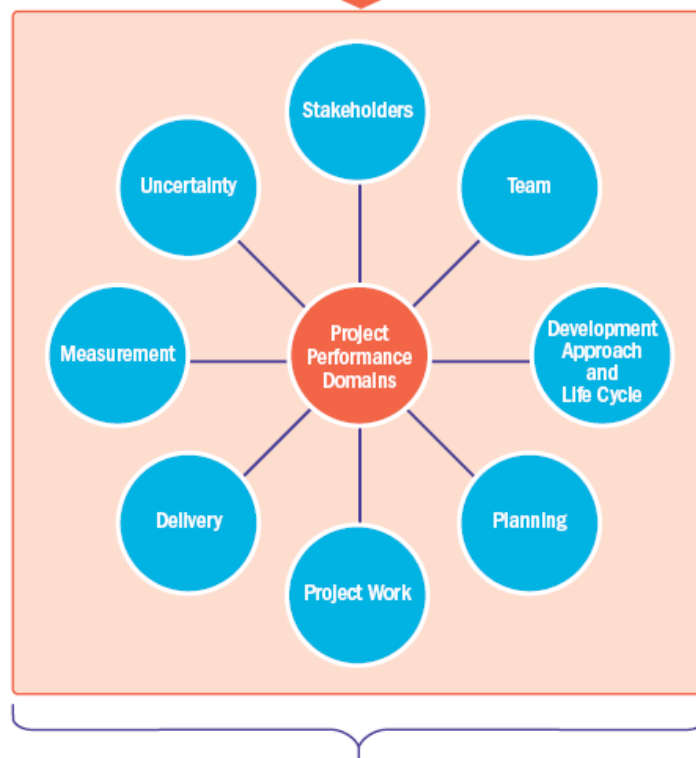 Stakeholders
Uncertainty
Team
Measurement
Project
Performance
Domains
Development
Approach
and
Life Cycle
Delivery
Planning
Project Work